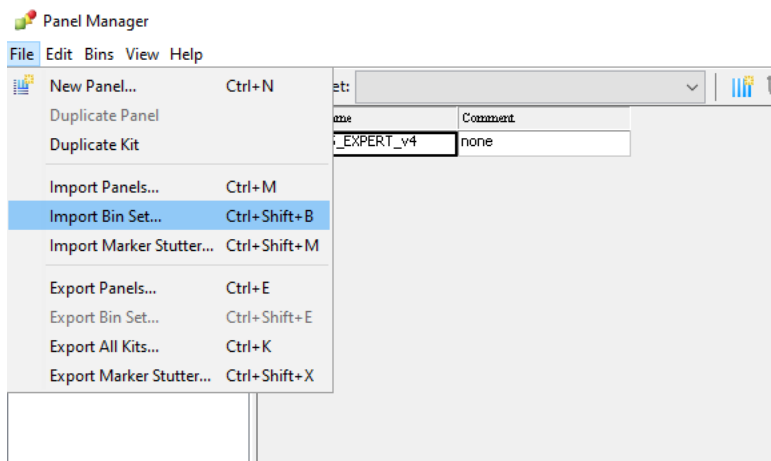 Panel Manager
File Edit Bins View Help
New Panel... Ctrl+N
Duplicate Panel
Duplicate Kit
Import Panels... Ctrl+M
Import Bin Set... Ctrl+Shift+B
Import Marker Stutter... Ctrl+Shift+M
Export Panels... Ctrl+E
Export Bin Set... Ctrl+Shift+E
Export All Kits... Ctrl+K
Export Marker Stutter... Ctrl+Shift+X
et:
ame Comment
_EXPERT_v4 none